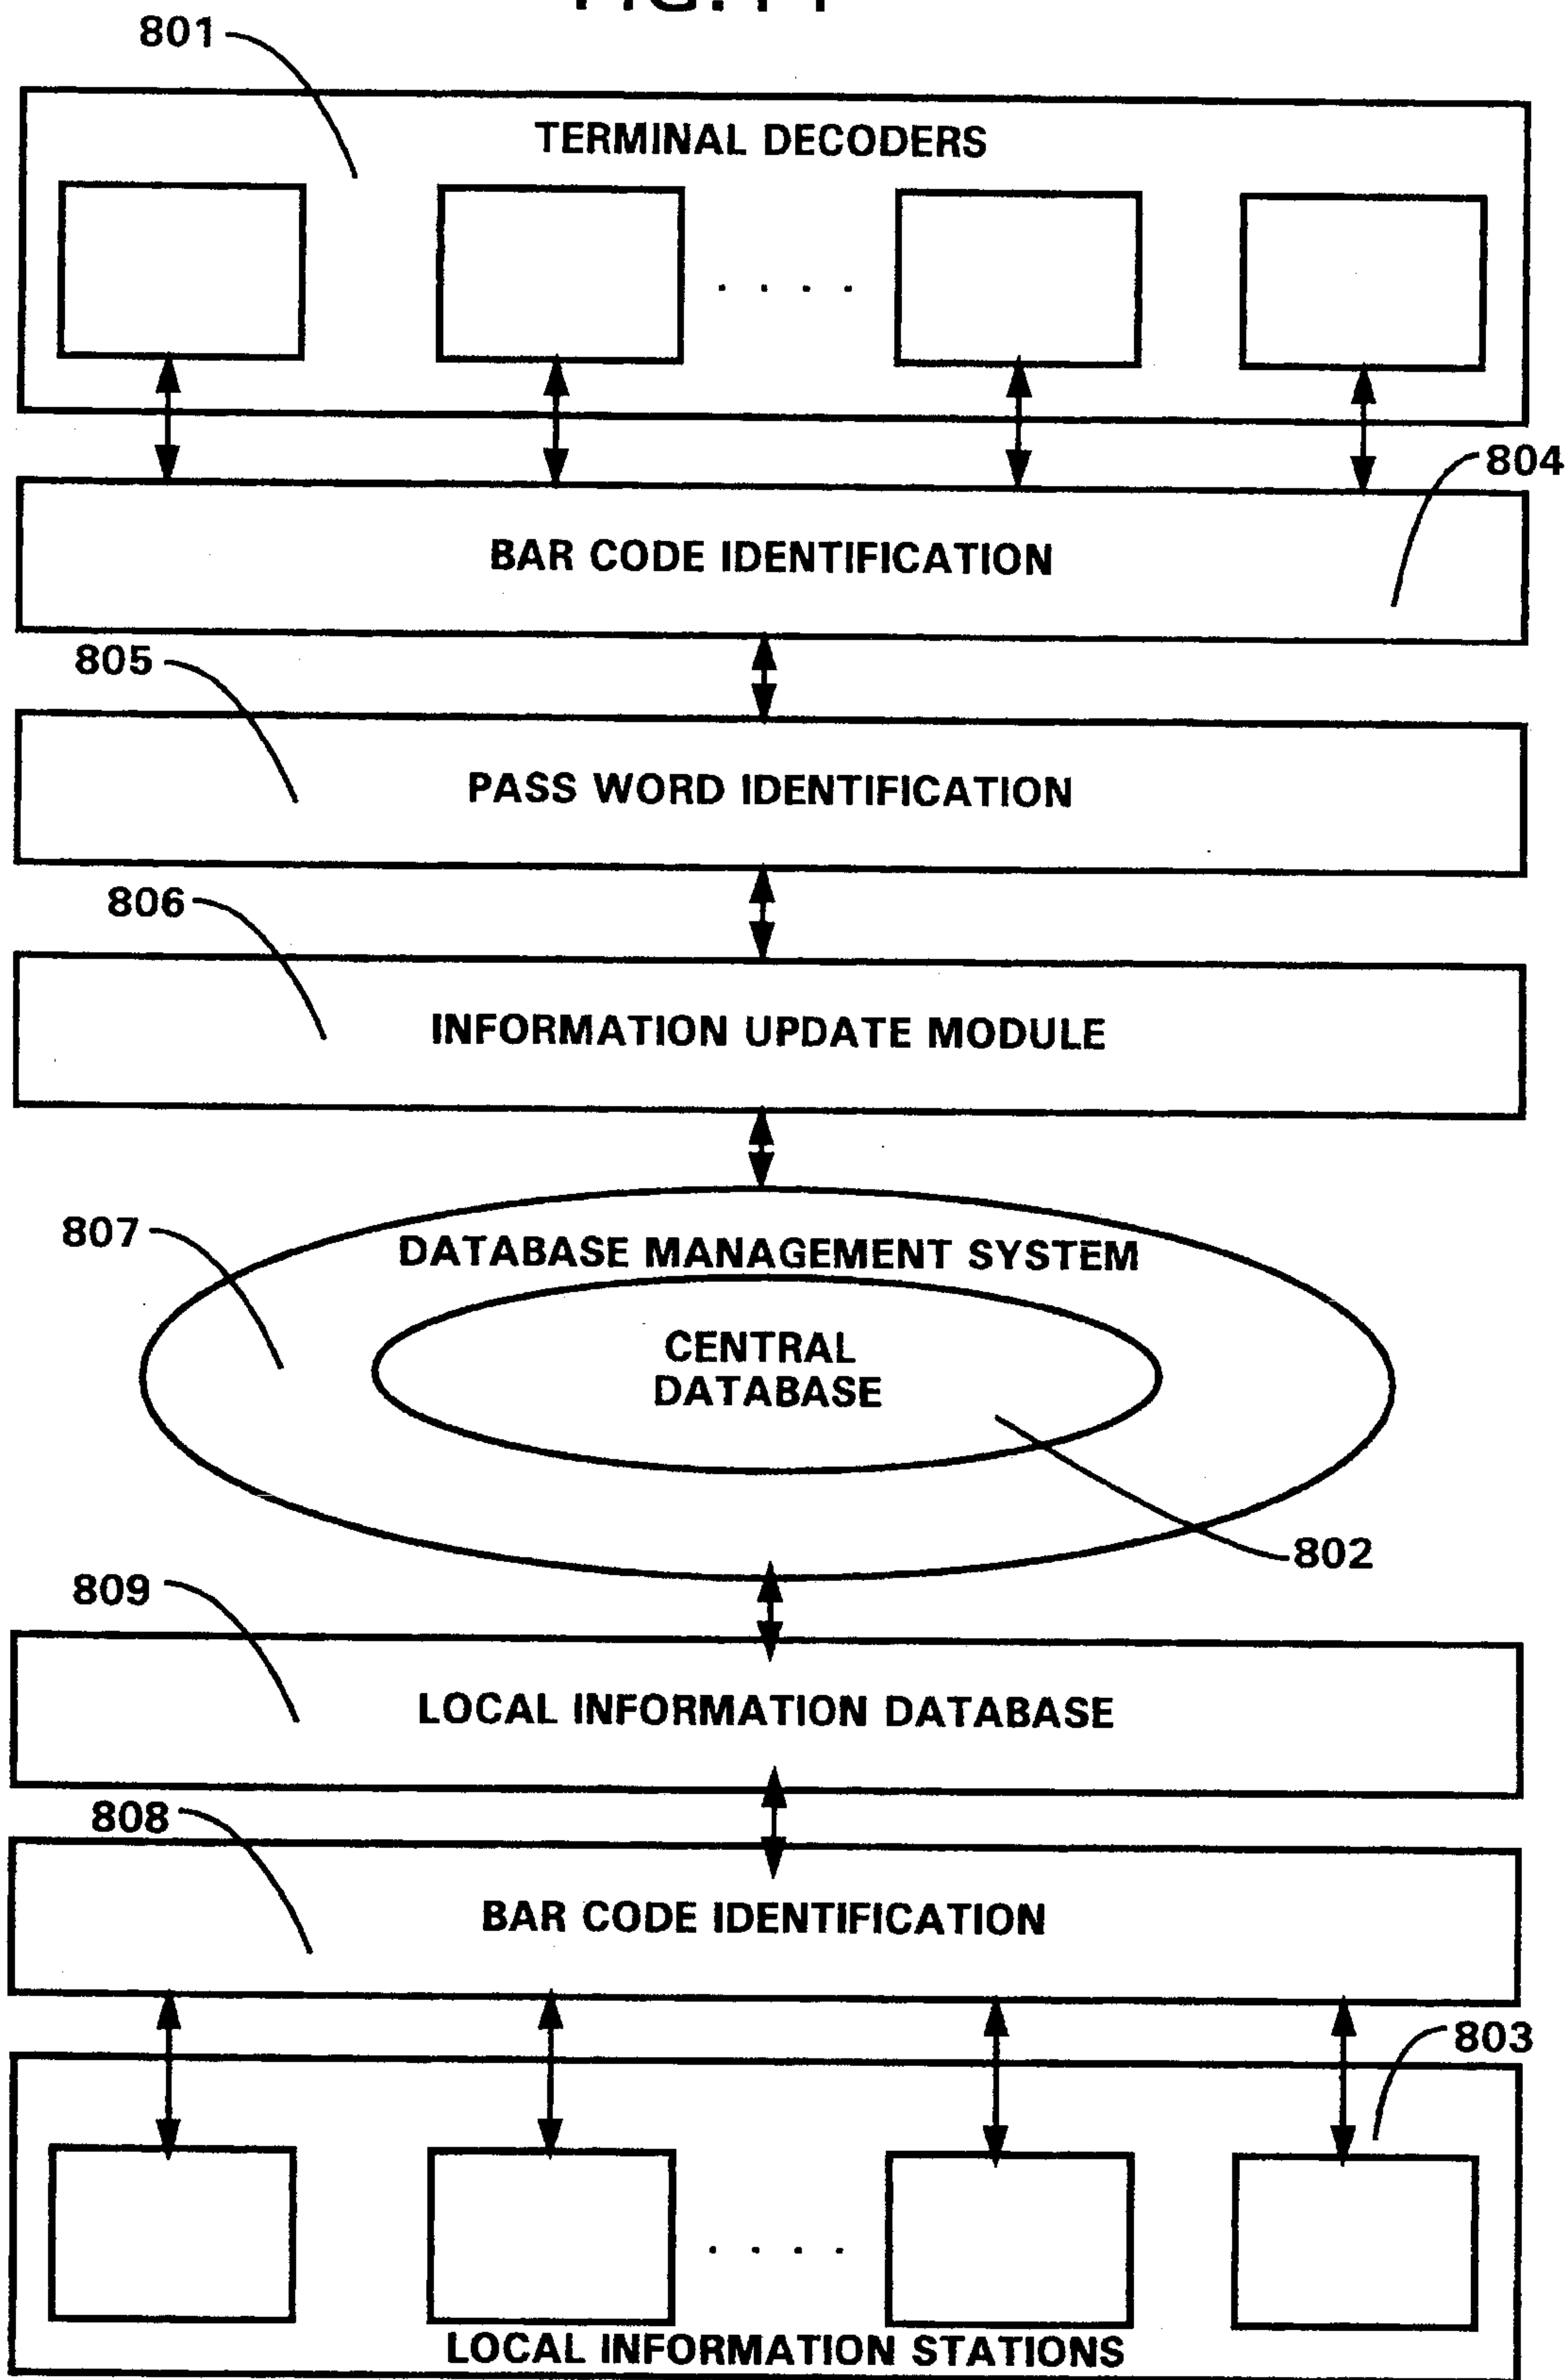 801
TERMINAL DECODERS
. . . .
804
BAR CODE IDENTIFICATION
805
PASS WORD IDENTIFICATION
806
INFORMATION UPDATE MODULE
807
DATABASE MANAGEMENT SYSTEM
CENTRAL
DATABASE
802
809
LOCAL INFORMATION DATABASE
808
BAR CODE IDENTIFICATION
803
. . . .
LOCAL INFORMATION STATIONS